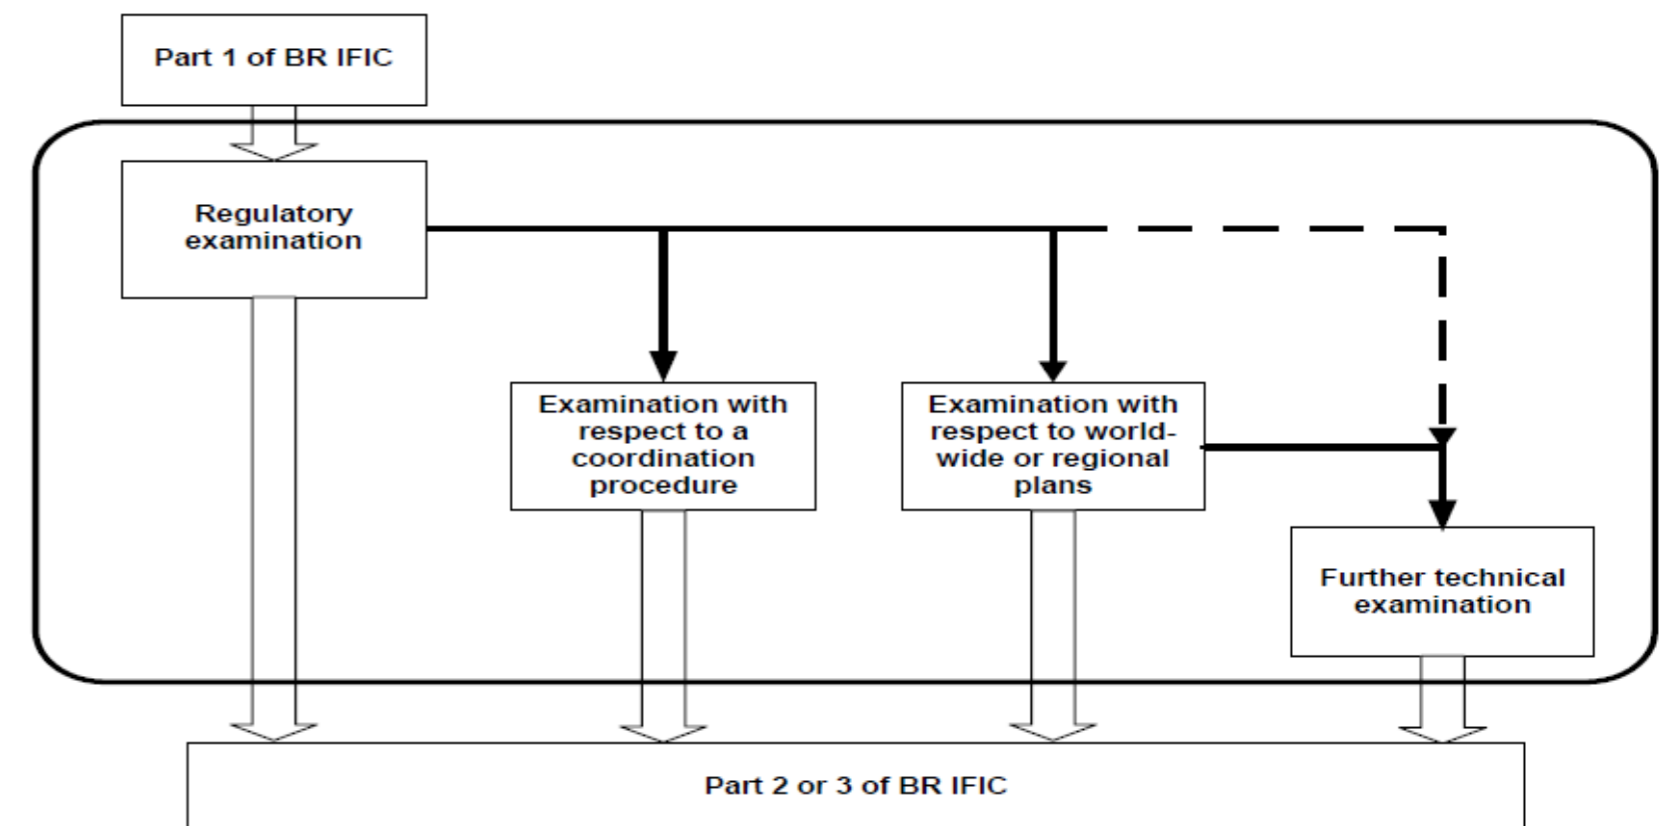 Part 1 of BR IFIC
Regulatory
examination
Examination with
respect to a
coordination
procedure
Examination with
respect to world-
wide or regional
plans
Further technical
examination
Part 2 or 3 of BR IFIC